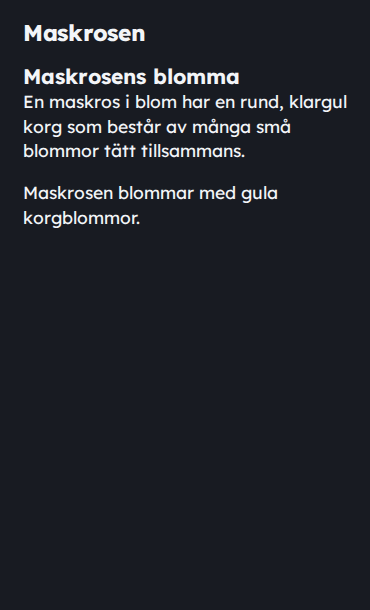 Maskrosen
Maskrosens blomma
En maskros i blom har en rund, klargul
korg som består av många små
blommor tätt tillsammans.
Maskrosen blommar med gula
korgblommor.